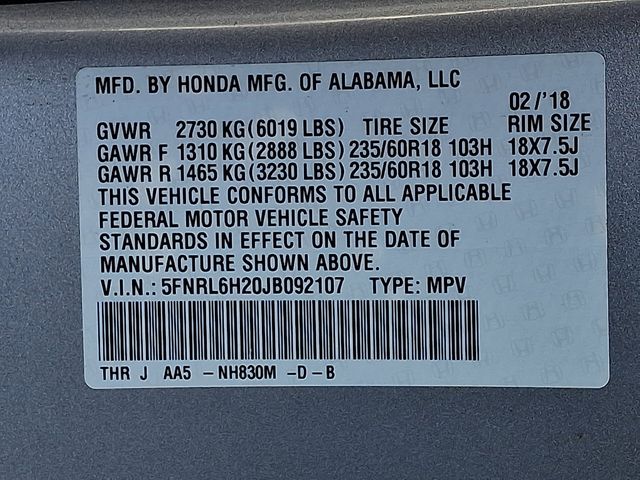 MFD. BY HONDA MFG. OF ALABAMA, LLC
02/'18
GVWR 2730 KG(6019 LBS) TIRE SIZE RIM SIZE
GAWR F 1310 KG(2888 LBS) 235/60R18 103H 18X7.5J
GAWR R 1465 KG(3230 LBS) 235/60R18 103H 18X7.5J
THIS VEHICLE CONFORMS TO ALL APPLICABLE
FEDERAL MOTOR VEHICLE SAFETY
STANDARDS IN EFFECT ON THE DATE OF
MANUFACTURE SHOWN ABOVE.
V.I.N.: 5FNRL6H20JB092107 TYPE: MPV
THR J AA5 -NH830M -D-B